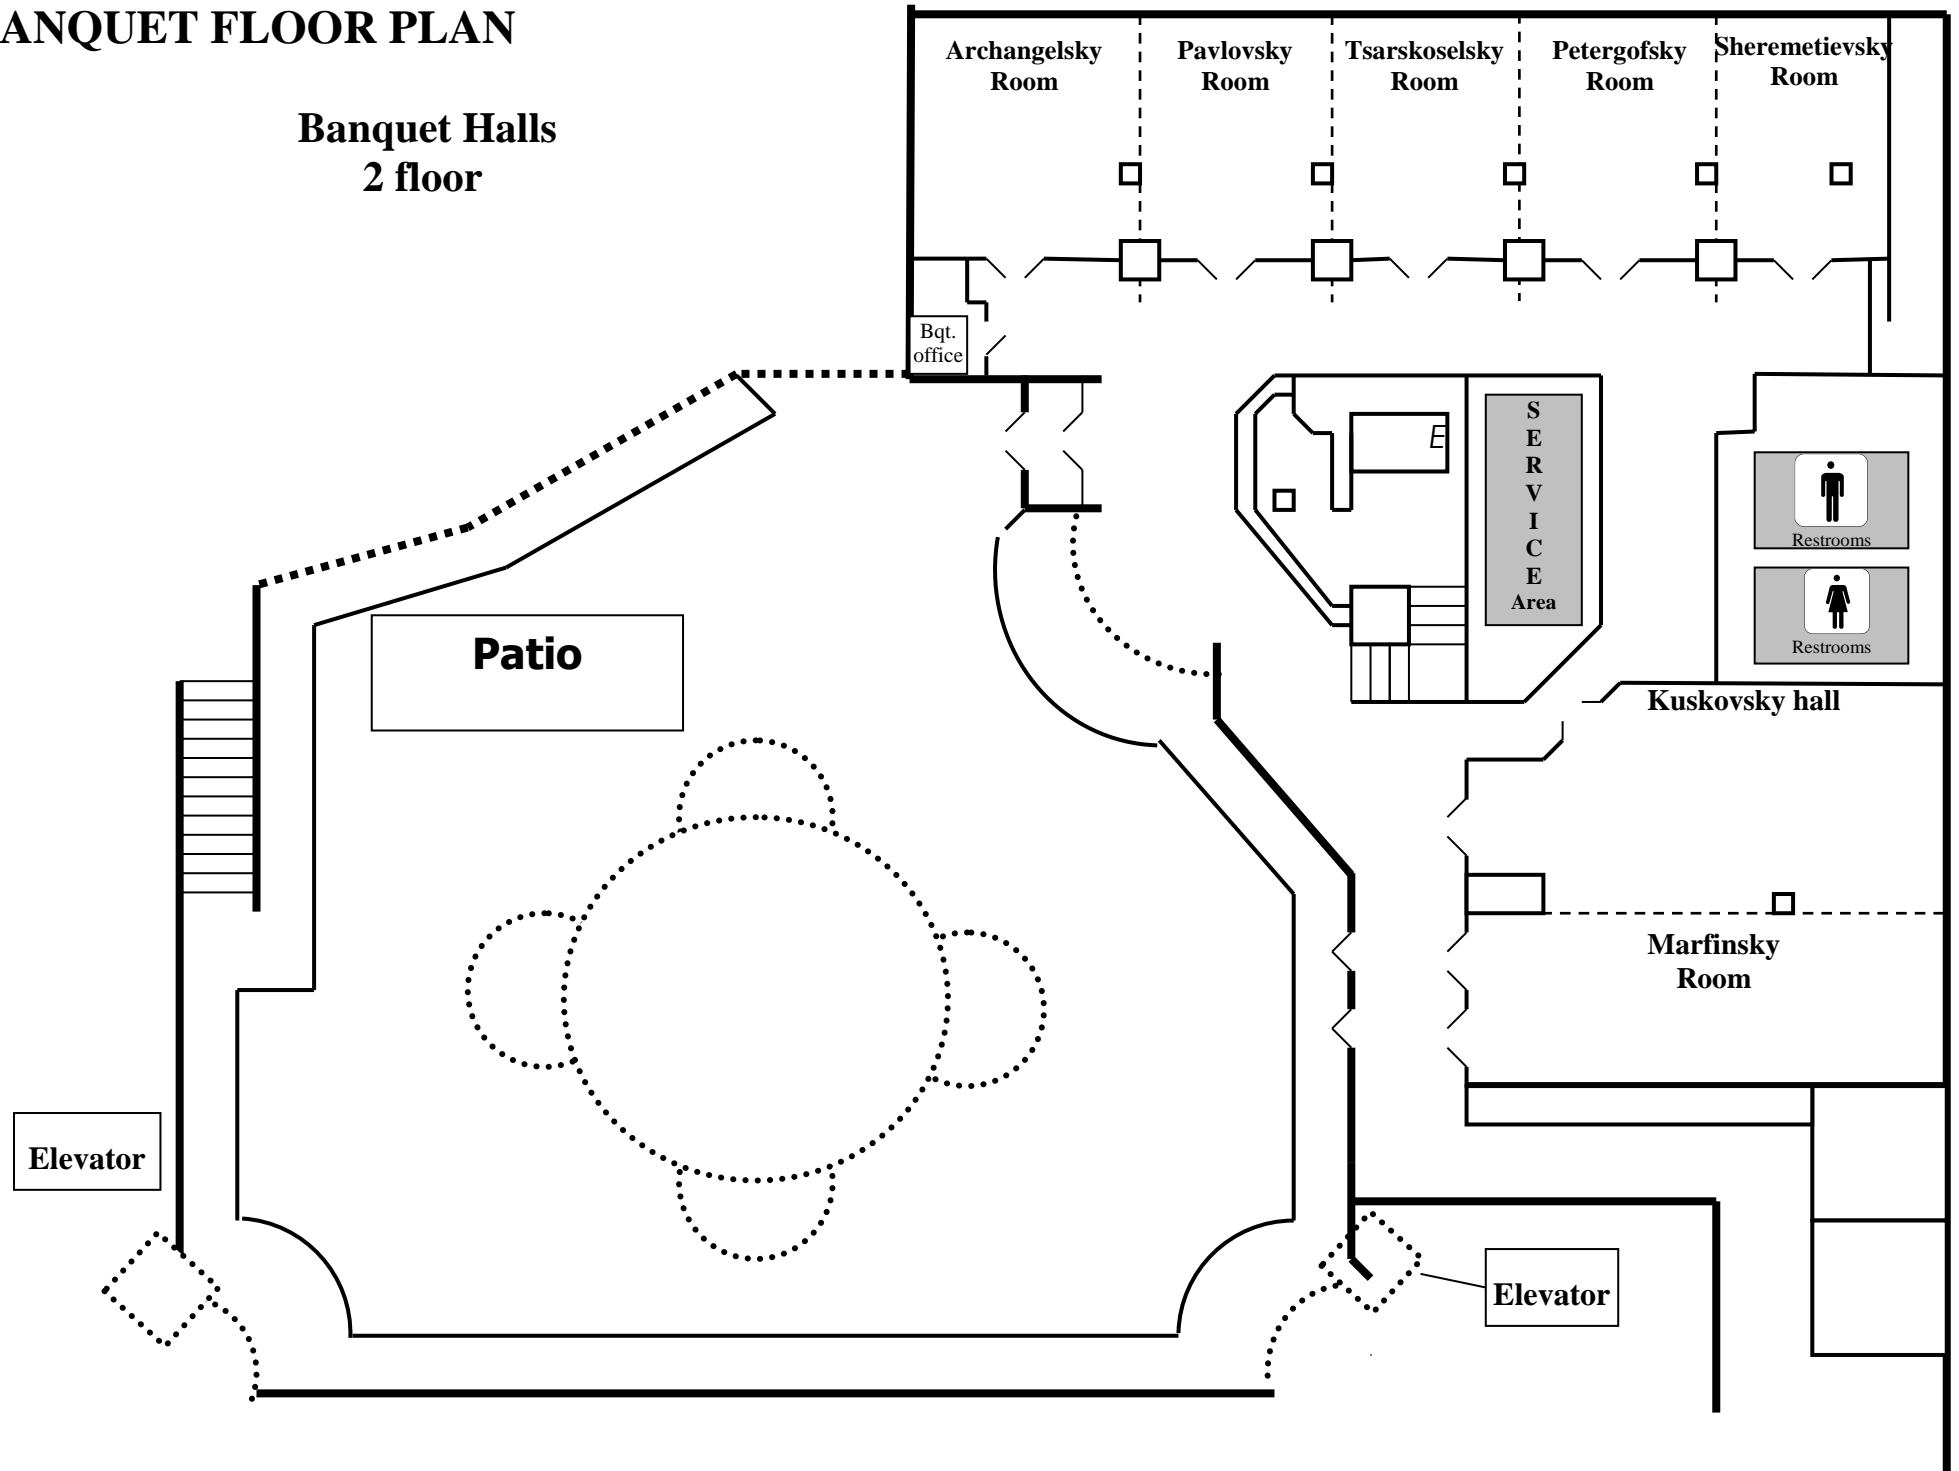 ANQUET FLOOR PLAN
Banquet Halls
2 floor
Archangelsky
Room
Pavlovsky
Room
Tsarskoselsky
Room
Petergofsky
Room
Sheremetievsky
Room
Bqt.
office
E
S
E
R
V
I
C
E
Area
Restrooms
Restrooms
Patio
Kuskovsky hall
Marfinsky
Room
Elevator
Elevator